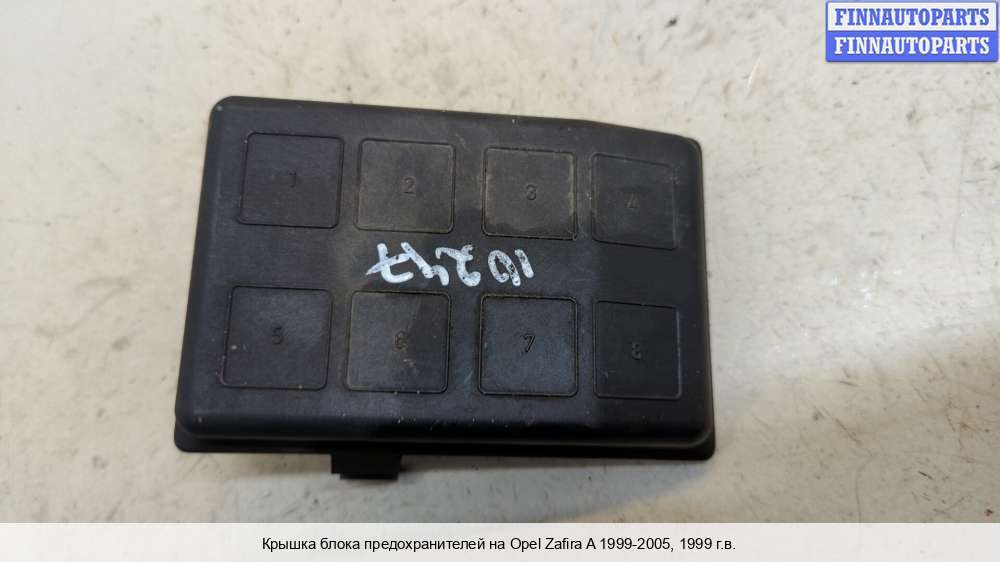 FINNAUTOPARTS
FINNAUTOPARTS
1 2 3 4
10247
5 6 7 8
Крышка блока предохранителей на Opel Zafira A 1999-2005, 1999 г.в.